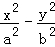 x²/a² - y²/b²